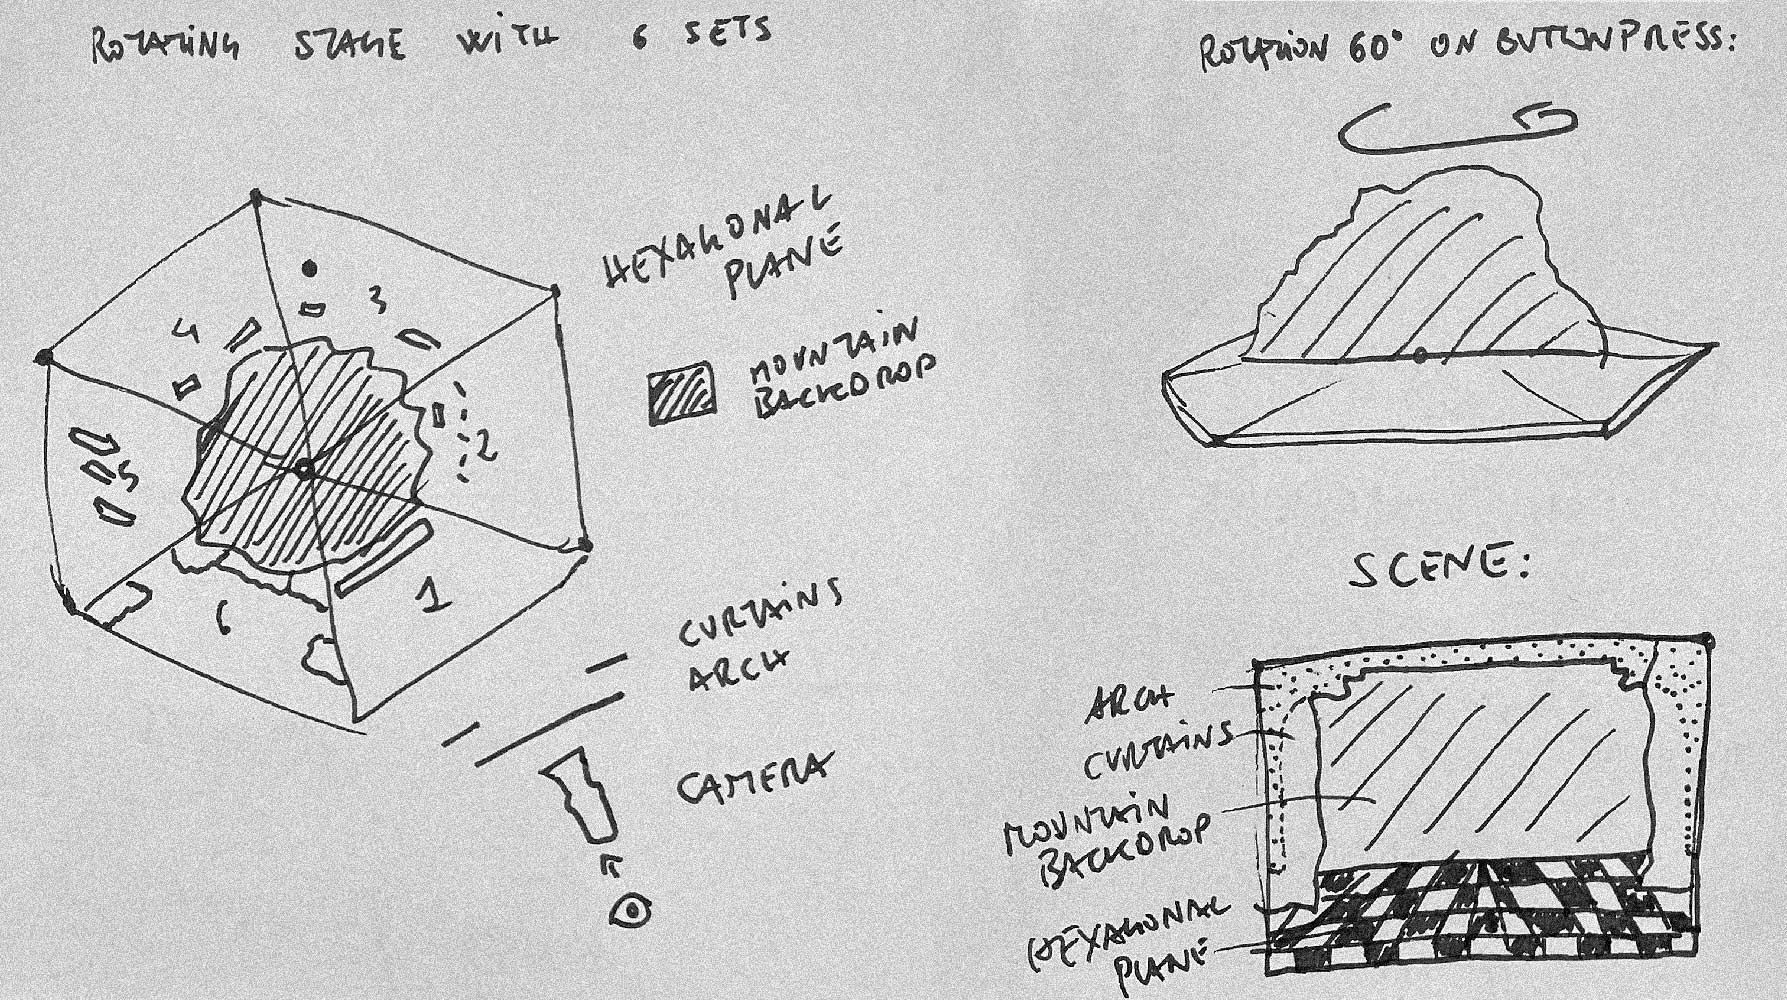 ROTATING STAGE WITH 6 SETS
HEXAGONAL
PLANE
MOUNTAIN
BACKDROP
3
4
2
5
1
6
CURTAINS
ARCH
CAMERA
ROTATION 60° ON BUTTONPRESS:
SCENE:
ARCH
CURTAINS
MOUNTAIN
BACKDROP
HEXAGONAL
PLANE